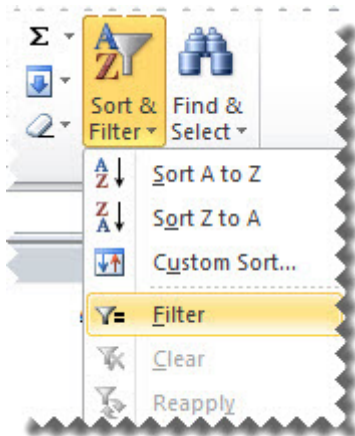 Σ
Sort & Find &
Filter Select
Sort A to Z
Sort Z to A
Custom Sort...
Filter
Clear
Reapply